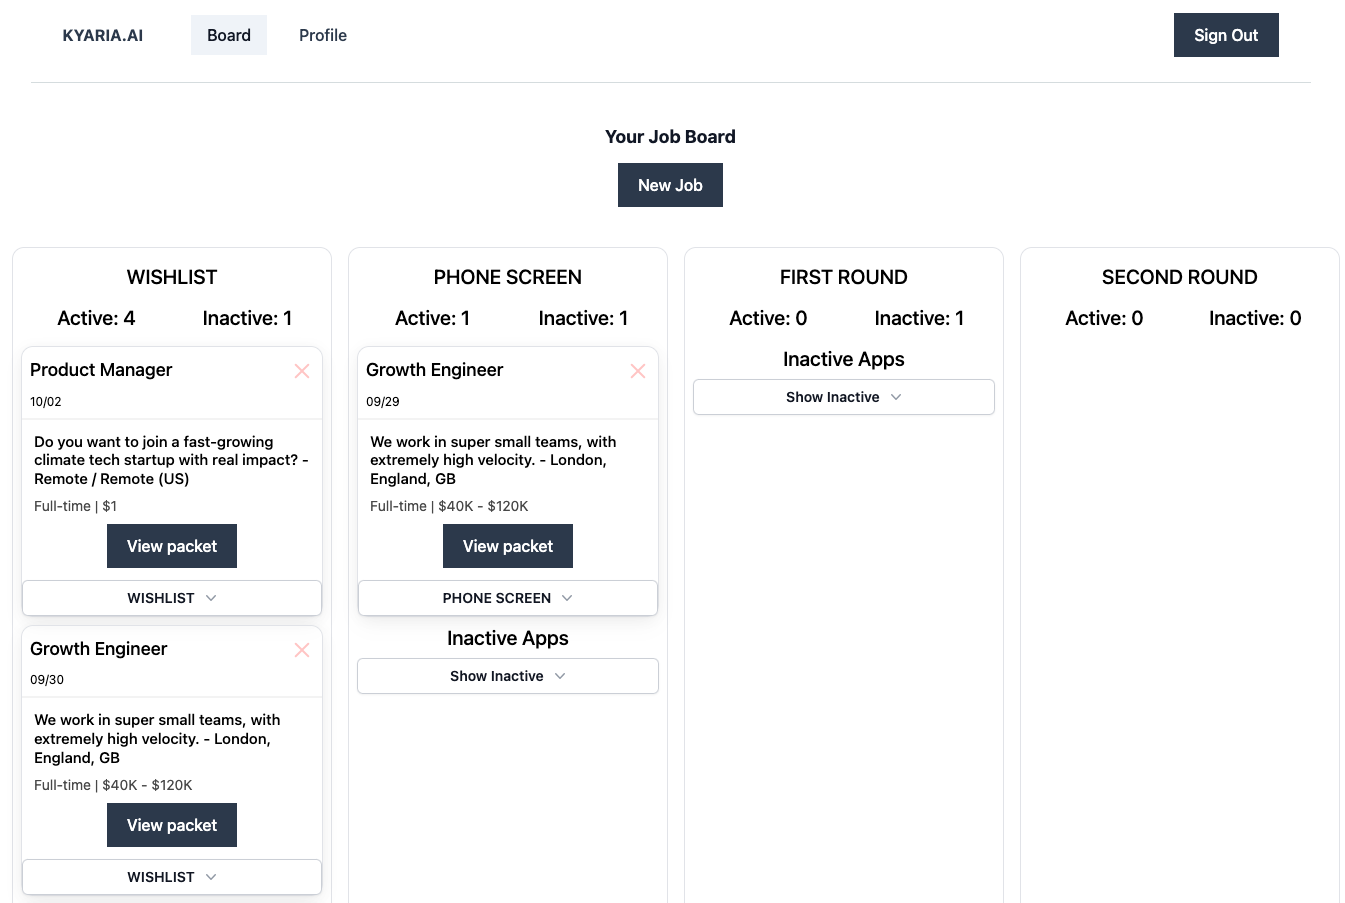 KYARIA.AI
Board
Profile
Sign Out
Your Job Board
New Job
WISHLIST
Active: 4
Inactive: 1
Product Manager
10/02
Do you want to join a fast-growing
climate tech startup with real impact? -
Remote / Remote (US)
Full-time | $1
View packet
WISHLIST
Growth Engineer
09/30
We work in super small teams, with
extremely high velocity. - London,
England, GB
Full-time | $40K - $120K
View packet
WISHLIST
PHONE SCREEN
Active: 1
Inactive: 1
Growth Engineer
09/29
We work in super small teams, with
extremely high velocity. - London,
England, GB
Full-time | $40K - $120K
View packet
PHONE SCREEN
Inactive Apps
Show Inactive
FIRST ROUND
Active: 0
Inactive: 1
Inactive Apps
Show Inactive
SECOND ROUND
Active: 0
Inactive: 0